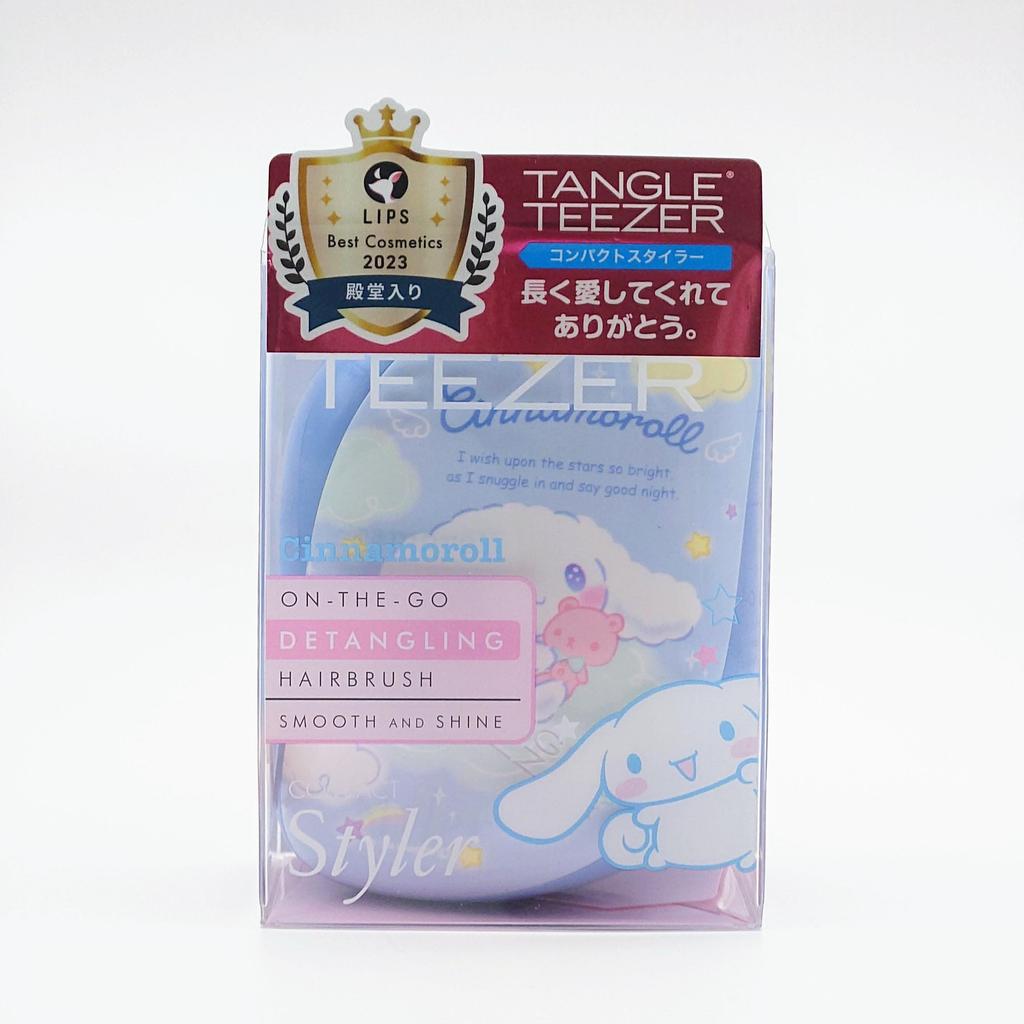 LIPS
Best Cosmetics
2023
殿堂入り
TANGLE®
TEEZER
コンパクトスタイラー
長く愛してくれて
ありがとう。
TEEZER
Cinnamoroll
I wish upon the stars so bright,
as I snuggle in and say good night.
Cinnamoroll
ON-THE-GO
DETANGLING
HAIRBRUSH
SMOOTH AND SHINE
COMPACT
Styler